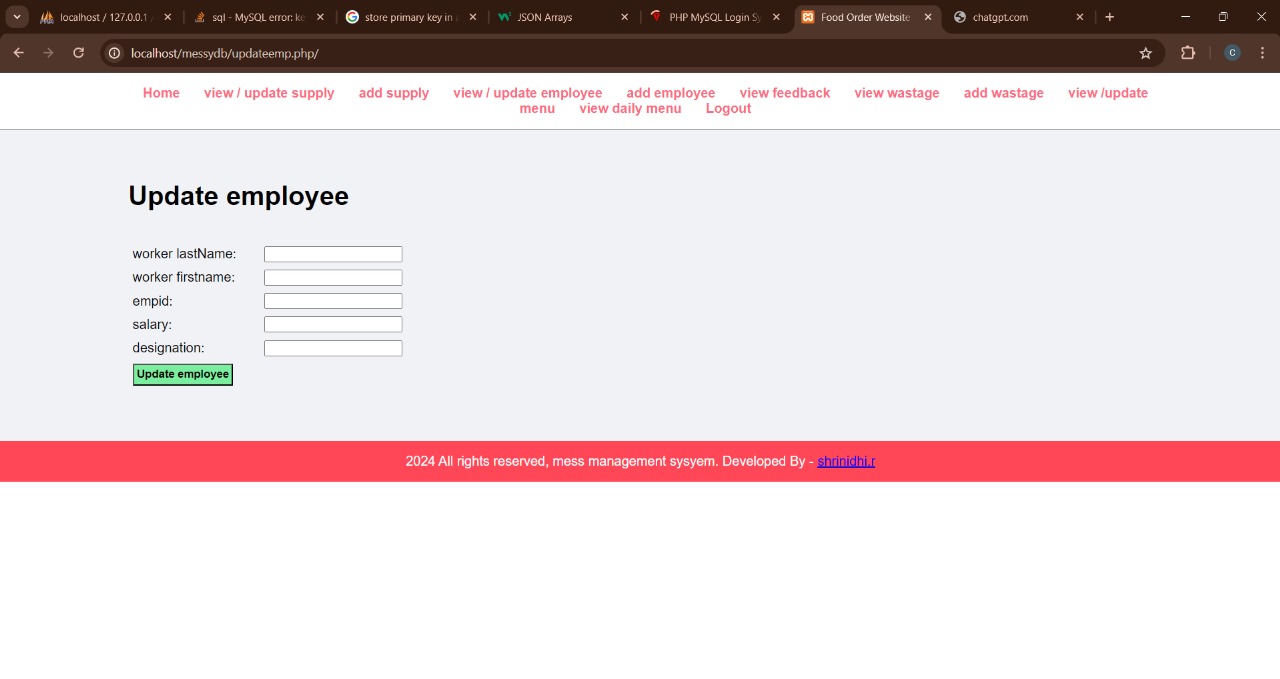 localhost / 127.0.0.1
sql - MySQL error: ke
store primary key in
JSON Arrays
PHP MySQL Login Sy
Food Order Website
chatgpt.com
localhost/messydb/updateemp.php/
C
Home view / update supply add supply view / update employee add employee view feedback view wastage add wastage view /update
menu view daily menu Logout
Update employee
worker lastName:
worker firstname:
empid:
salary:
designation:
Update employee
2024 All rights reserved, mess management sysyem. Developed By - shrinidhi.r